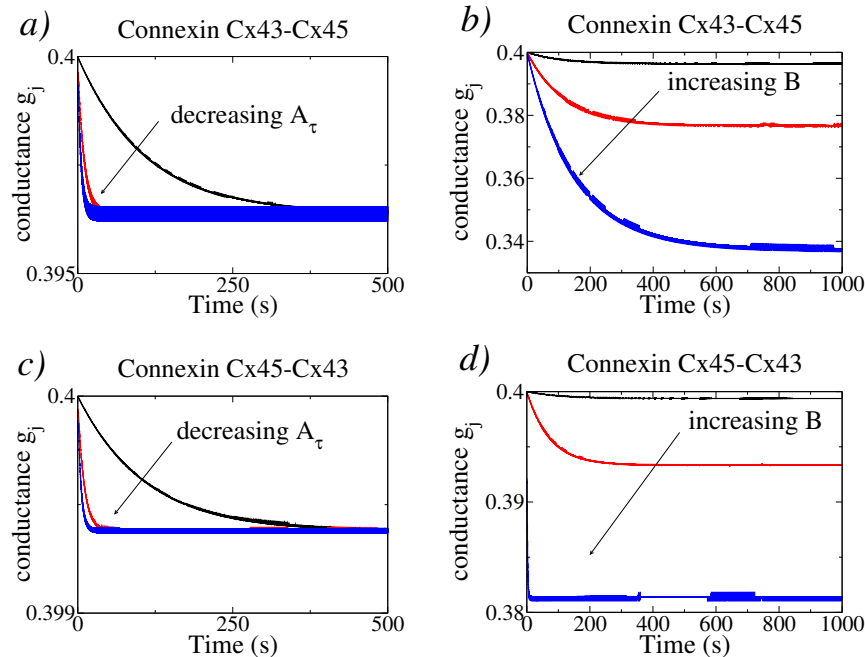 a)
Connexin Cx43-Cx45
0.4
0.395
conductance g_j
decreasing A_τ
0
250
500
Time (s)
b)
Connexin Cx43-Cx45
0.4
0.38
0.36
0.34
conductance g_j
increasing B
0
200
400
600
800
1000
Time (s)
c)
Connexin Cx45-Cx43
0.4
0.399
conductance g_j
decreasing A_τ
0
250
500
Time (s)
d)
Connexin Cx45-Cx43
0.4
0.39
0.38
conductance g_j
increasing B
0
200
400
600
800
1000
Time (s)